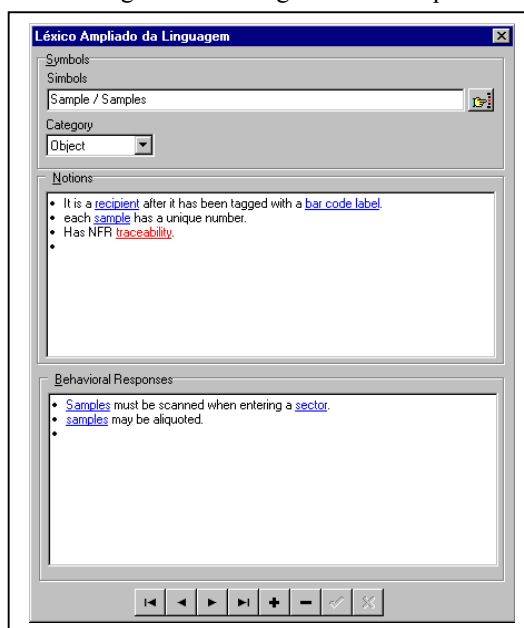 Léxico Ampliado da Linguagem
Symbols
Simbols
Sample / Samples
Category
Object
Notions
• It is a recipient after it has been tagged with a bar code label.
• each sample has a unique number.
• Has NFR traceability.
•
Behavioral Responses
• Samples must be scanned when entering a sector.
• samples may be aliquoted.
•